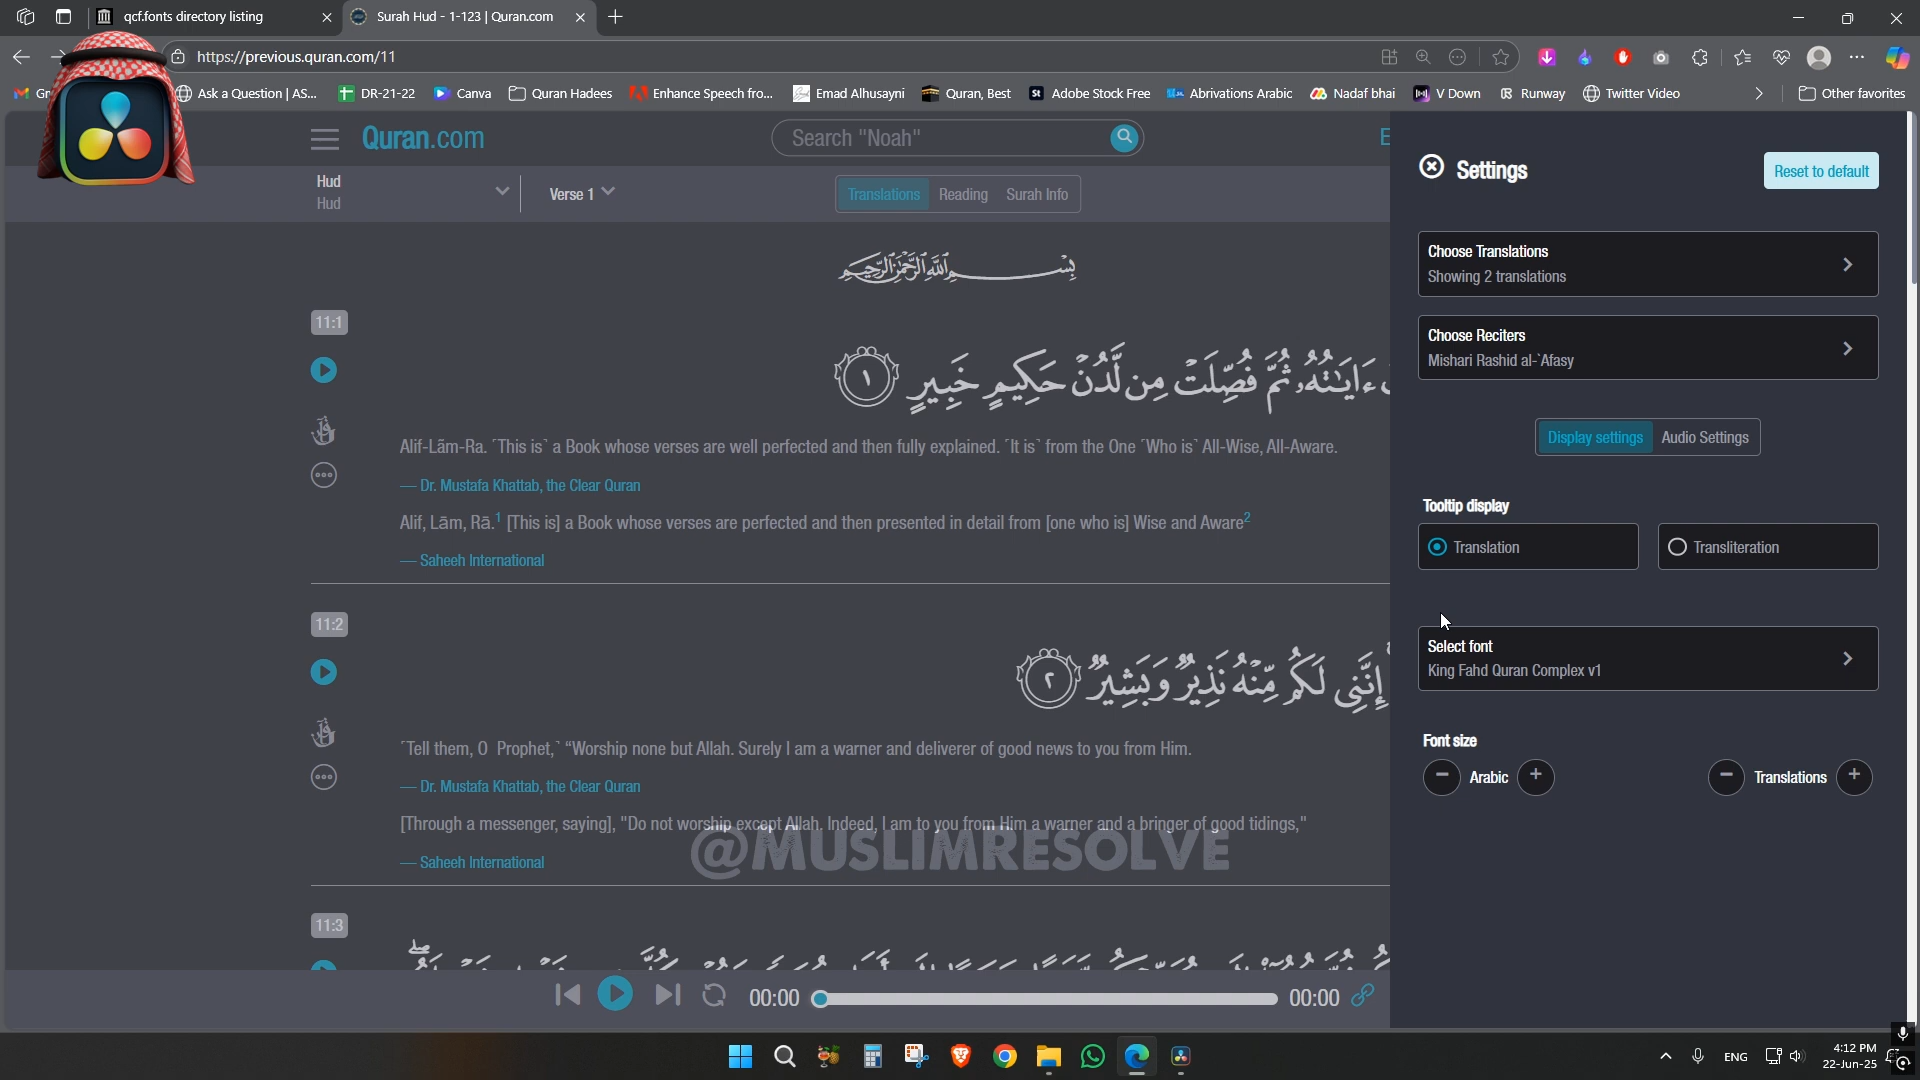 qcf.fonts directory listing
Surah Hud - 1-123 | Quran.com
https://previous.quran.com/11
Ask a Question | AS...
DR-21-22
Canva
Quran Hadees
Enhance Speech fro...
Emad Alhusayni
Quran, Best
Adobe Stock Free
Abrivations Arabic
Nadaf bhai
V Down
Runway
Twitter Video
Other favorites
Quran.com
Search "Noah"
Hud
Hud
Verse 1
Translations
Reading
Surah Info
بِسْمِ ٱللَّهِ ٱلرَّحْمَٰنِ ٱلرَّحِيمِ
11:1
ءَايَٰتُهُۥ ثُمَّ فُصِّلَتْ مِن لَّدُنْ حَكِيمٍ خَبِيرٍ ١
Alif-Lãm-Ra. ˹This is˺ a Book whose verses are well perfected and then fully explained. ˹It is˺ from the One ˹Who is˺ All-Wise, All-Aware.
— Dr. Mustafa Khattab, the Clear Quran
Alif, Lām, Rā.1 [This is] a Book whose verses are perfected and then presented in detail from [one who is] Wise and Aware2
— Saheeh International
11:2
إِنَّنِى لَكُم مِّنْهُ نَذِيرٌ وَبَشِيرٌ ٢
˹Tell them, O Prophet,˺ “Worship none but Allah. Surely I am a warner and deliverer of good news to you from Him.
— Dr. Mustafa Khattab, the Clear Quran
[Through a messenger, saying], "Do not worship except Allah. Indeed, I am to you from Him a warner and a bringer of good tidings,"
@MUSLIMRESOLVE
— Saheeh International
11:3
00:00
00:00
Settings
Reset to default
Choose Translations
Showing 2 translations
Choose Reciters
Mishari Rashid al-`Afasy
Display settings
Audio Settings
Tooltip display
Translation
Transliteration
Select font
King Fahd Quran Complex v1
Font size
Arabic
Translations
ENG
4:12 PM
22-Jun-25